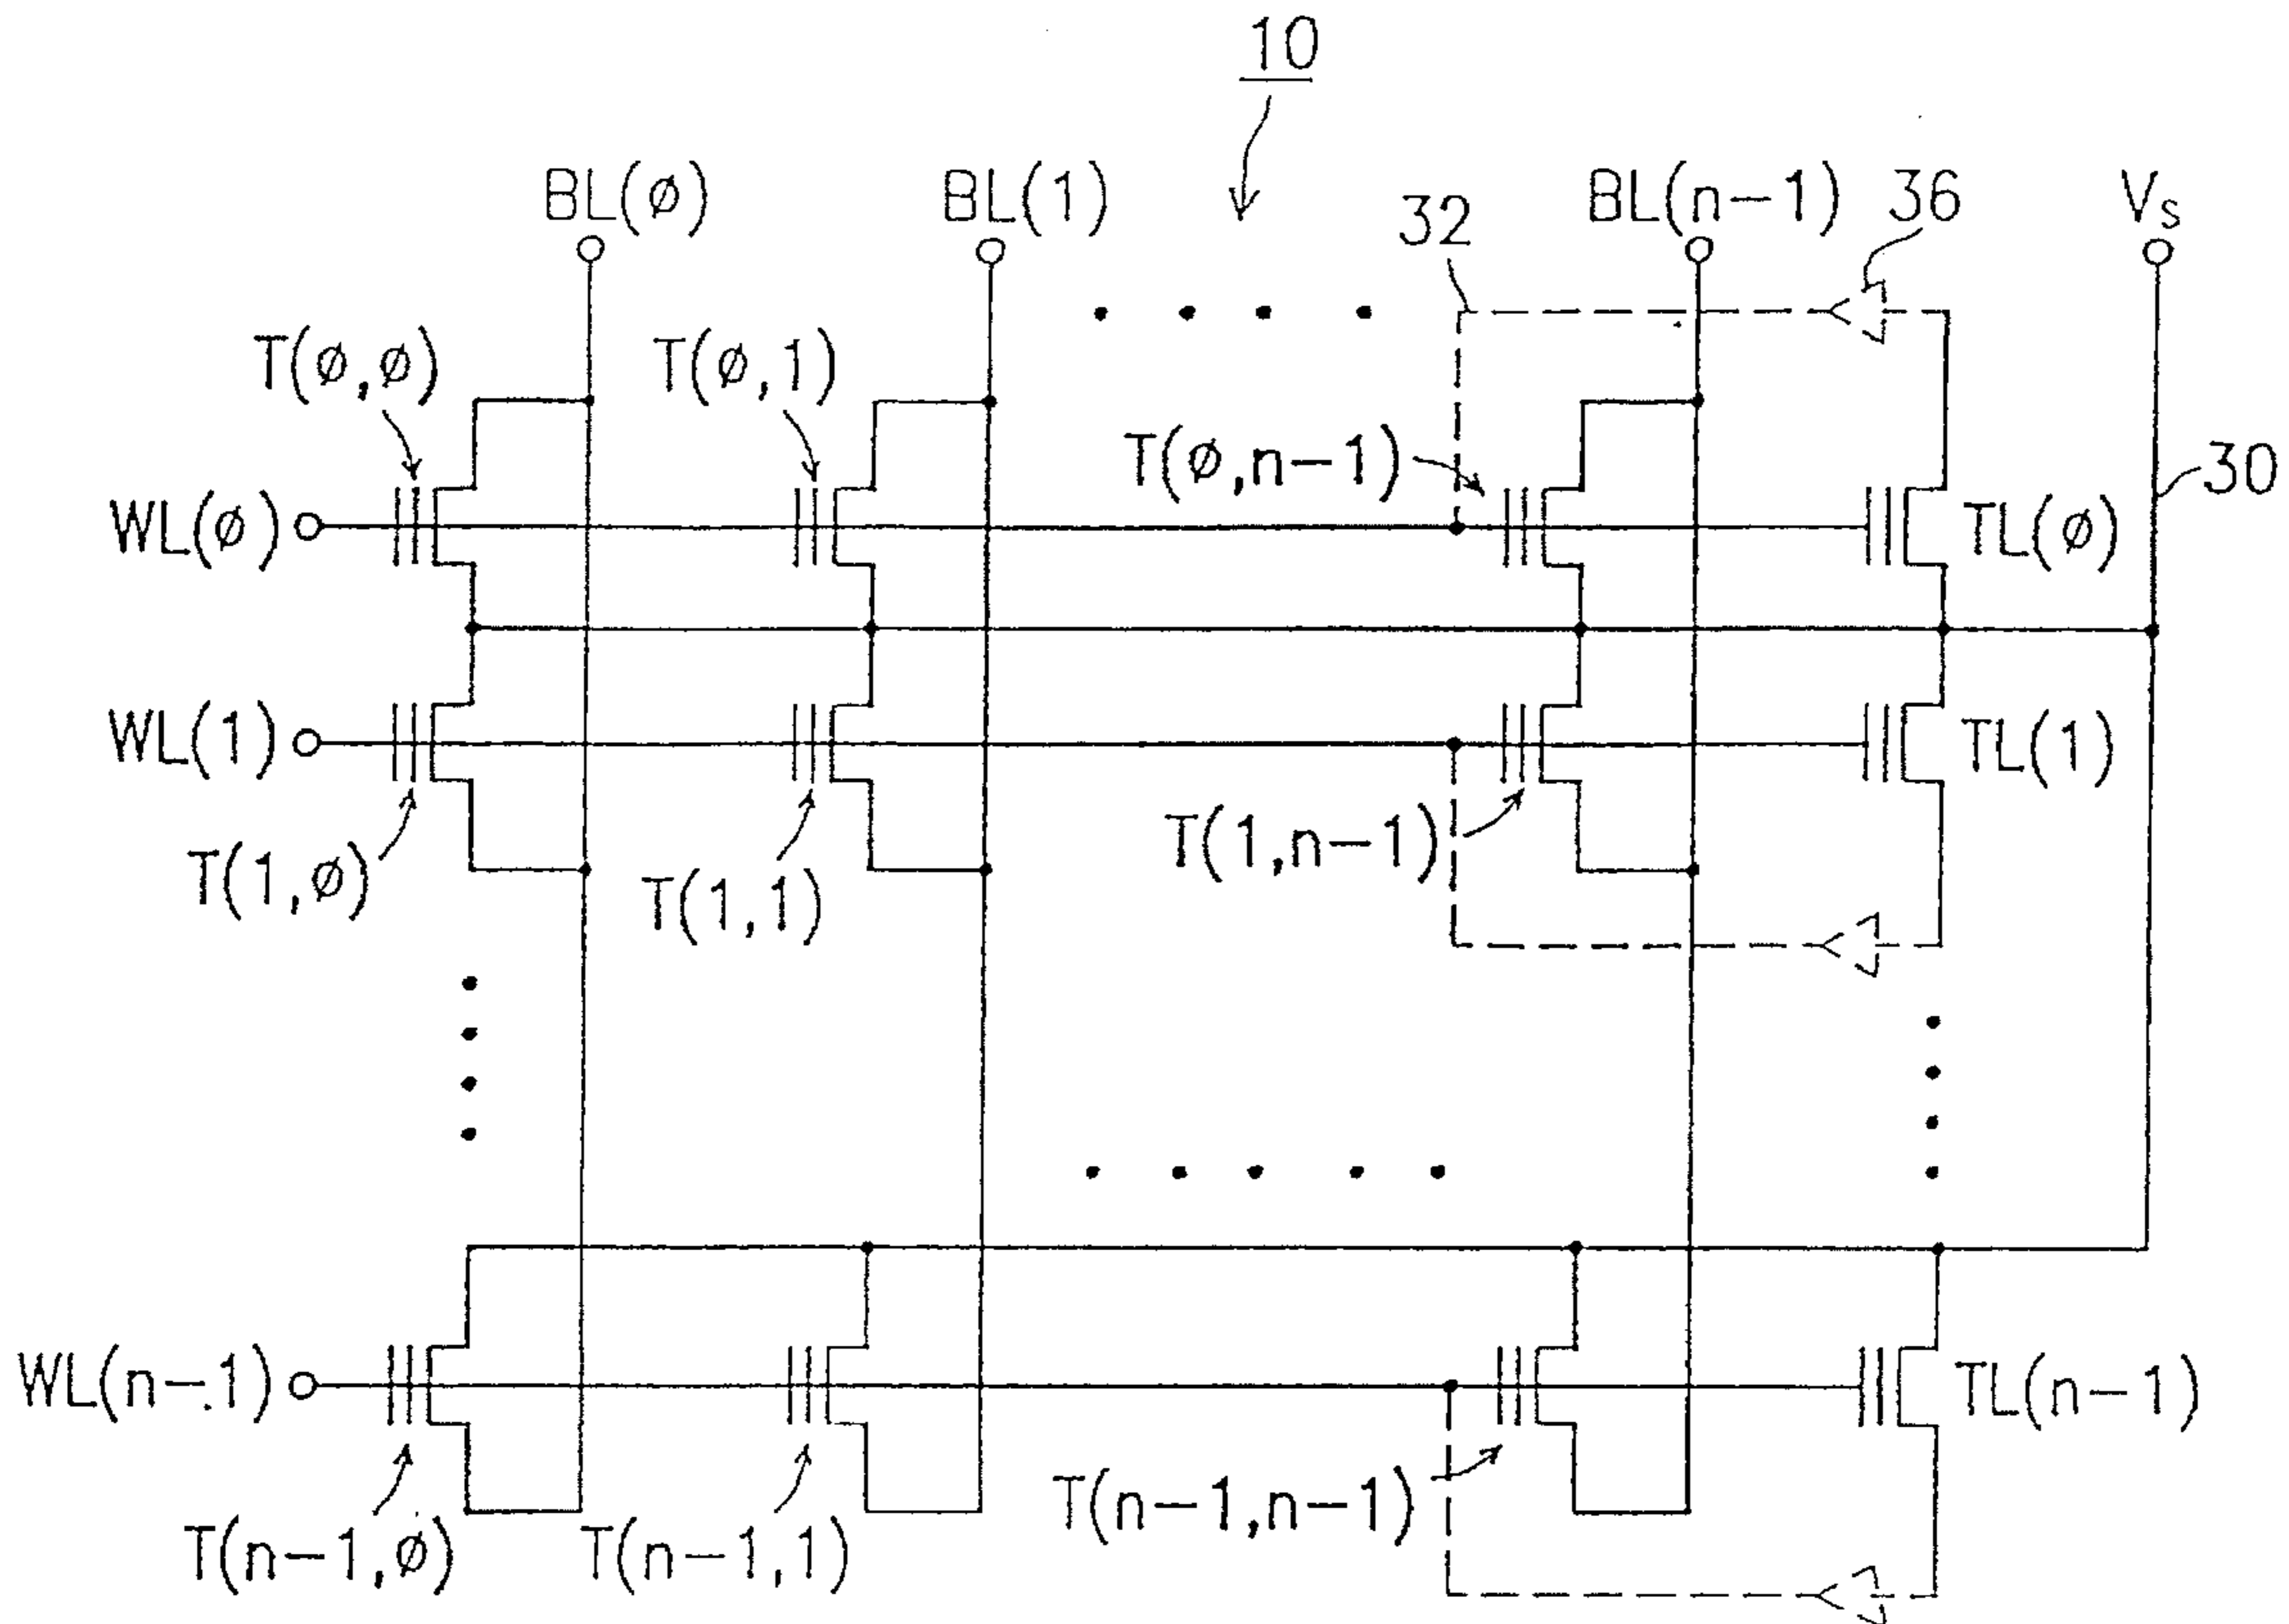 10
BL(ø) BL(1) 32 BL(n-1) 36 Vs
T(ø,ø) T(ø,1) T(ø,n-1) 30
WL(ø) TL(ø)
WL(1) TL(1)
T(1,ø) T(1,1) T(1,n-1)
WL(n-1) TL(n-1)
T(n-1,ø) T(n-1,1) T(n-1,n-1)